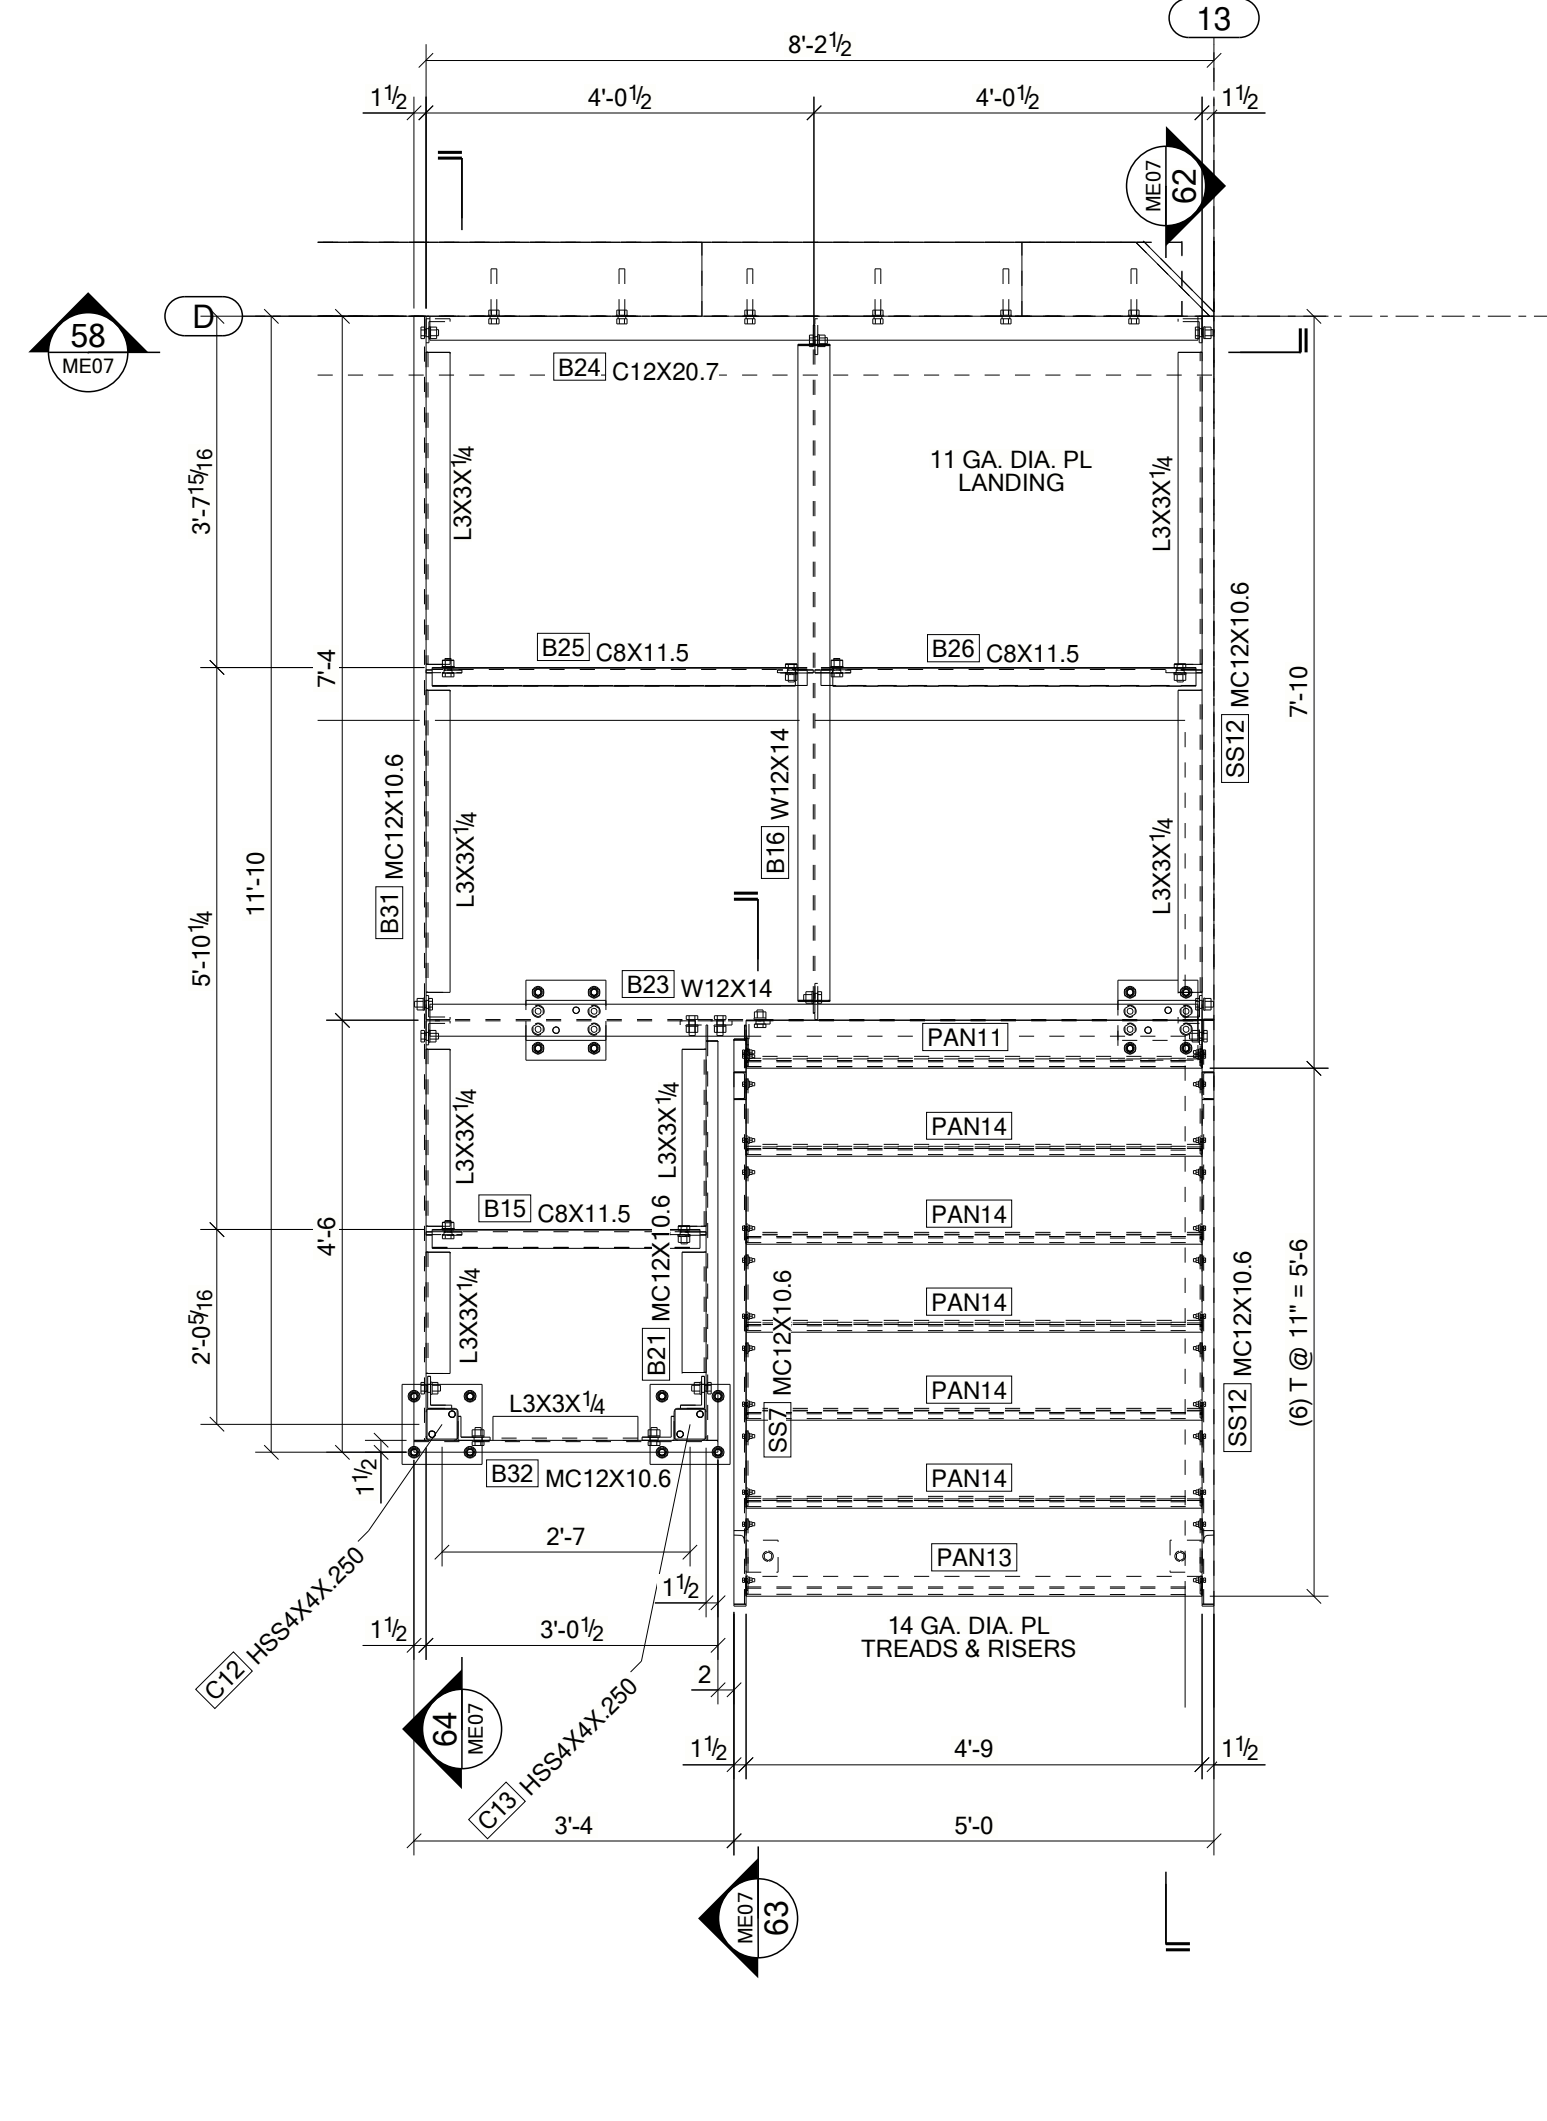 13
8'-2 1/2
1 1/2
4'-0 1/2
4'-0 1/2
1 1/2
ME07
62
58
ME07
D
B24 C12X20.7
3'-7 15/16
L3X3X1/4
11 GA. DIA. PL
LANDING
L3X3X1/4
7'-4
B25 C8X11.5
B26 C8X11.5
SS12 MC12X10.6
7'-10
B31 MC12X10.6
L3X3X1/4
B16 W12X14
L3X3X1/4
11'-10
5'-10 1/4
B23 W12X14
PAN11
L3X3X1/4
L3X3X1/4
PAN14
B15 C8X11.5
PAN14
4'-6
B21 MC12X10.6
2'-0 5/16
L3X3X1/4
SS7 MC12X10.6
PAN14
SS12 MC12X10.6
(6) T @ 11" = 5'-6
PAN14
L3X3X1/4
1 1/2
B32 MC12X10.6
PAN14
2'-7
PAN13
C12 HSS4X4X.250
1 1/2
1 1/2
3'-0 1/2
14 GA. DIA. PL
TREADS & RISERS
2
C13 HSS4X4X.250
64
ME07
1 1/2
4'-9
1 1/2
3'-4
5'-0
ME07
63